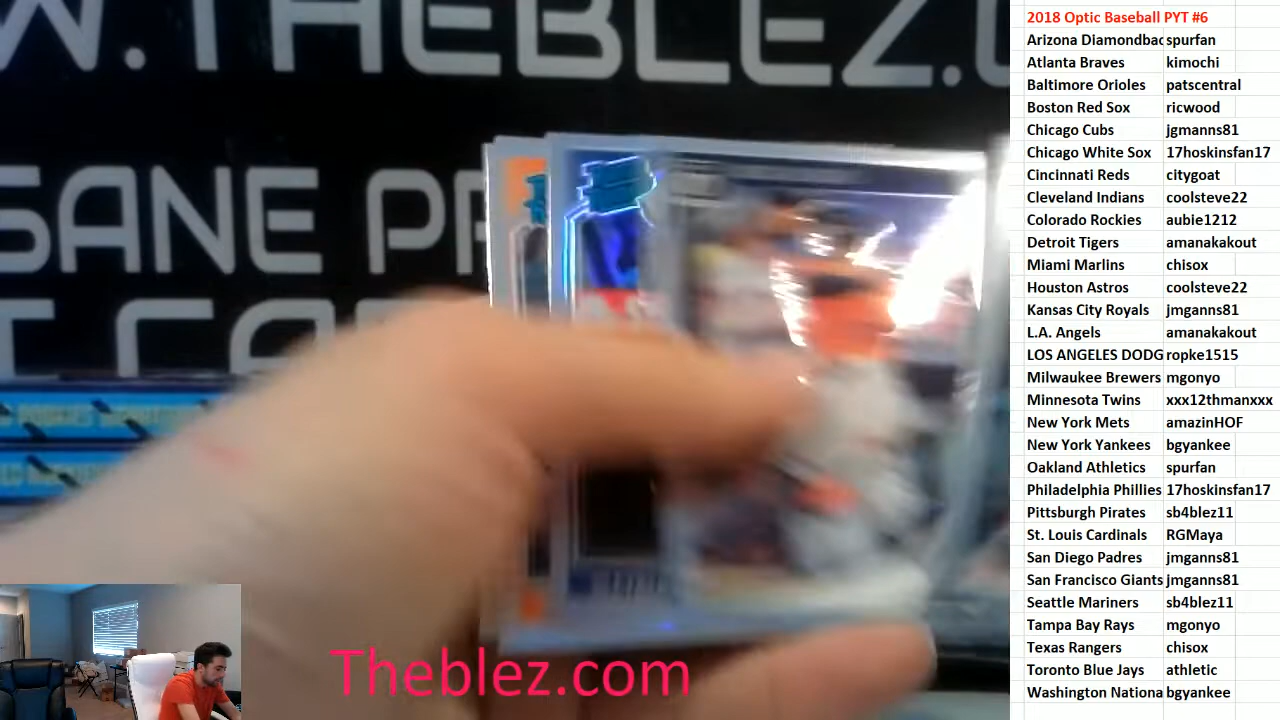 W.THEBLEZ.C
SANE PR
T CA
Theblez.com
2018 Optic Baseball PYT #6
Arizona Diamondbac spurfan
Atlanta Braves kimochi
Baltimore Orioles patscentral
Boston Red Sox ricwood
Chicago Cubs jgmanns81
Chicago White Sox 17hoskinsfan17
Cincinnati Reds citygoat
Cleveland Indians coolsteve22
Colorado Rockies aubie1212
Detroit Tigers amanakakout
Miami Marlins chisox
Houston Astros coolsteve22
Kansas City Royals jmganns81
L.A. Angels amanakakout
LOS ANGELES DODG ropke1515
Milwaukee Brewers mgonyo
Minnesota Twins xxx12thmanxxx
New York Mets amazinHOF
New York Yankees bgyankee
Oakland Athletics spurfan
Philadelphia Phillies 17hoskinsfan17
Pittsburgh Pirates sb4blez11
St. Louis Cardinals RGMaya
San Diego Padres jmganns81
San Francisco Giants jmganns81
Seattle Mariners sb4blez11
Tampa Bay Rays mgonyo
Texas Rangers chisox
Toronto Blue Jays athletic
Washington Nationa bgyankee